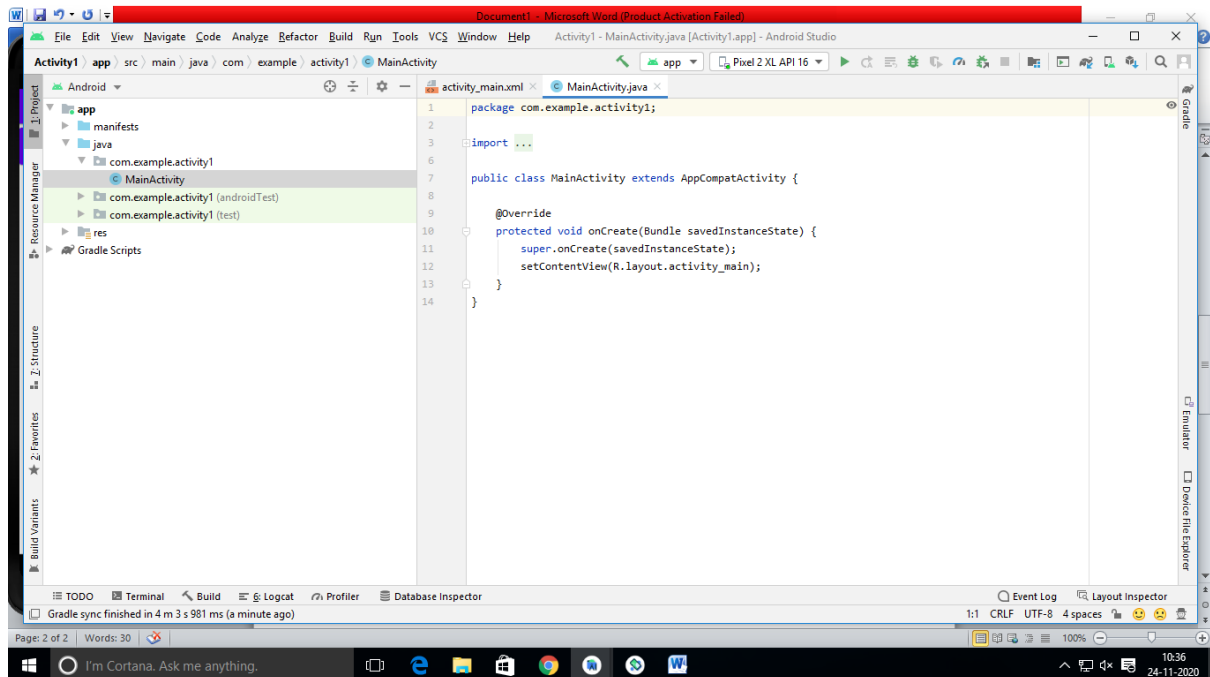 Document1 - Microsoft Word (Product Activation Failed)
File Edit View Navigate Code Analyze Refactor Build Run Tools VCS Window Help Activity1 - MainActivity.java [Activity1.app] - Android Studio
Activity1 app src main java com example activity1 MainActivity app Pixel 2 XL API 16
Android
activity_main.xml MainActivity.java
app
manifests
java
com.example.activity1
MainActivity
com.example.activity1 (androidTest)
com.example.activity1 (test)
res
Gradle Scripts
1 package com.example.activity1;
2
3 import ...
6
7 public class MainActivity extends AppCompatActivity {
8
9 @Override
10 protected void onCreate(Bundle savedInstanceState) {
11 super.onCreate(savedInstanceState);
12 setContentView(R.layout.activity_main);
13 }
14 }
1: Project
Resource Manager
7: Structure
2: Favorites
Build Variants
Gradle
Emulator
Device File Explorer
TODO Terminal Build 6: Logcat Profiler Database Inspector Event Log Layout Inspector
Gradle sync finished in 4 m 3 s 981 ms (a minute ago) 1:1 CRLF UTF-8 4 spaces
Page: 2 of 2 Words: 30 100%
I'm Cortana. Ask me anything. 10:36
24-11-2020